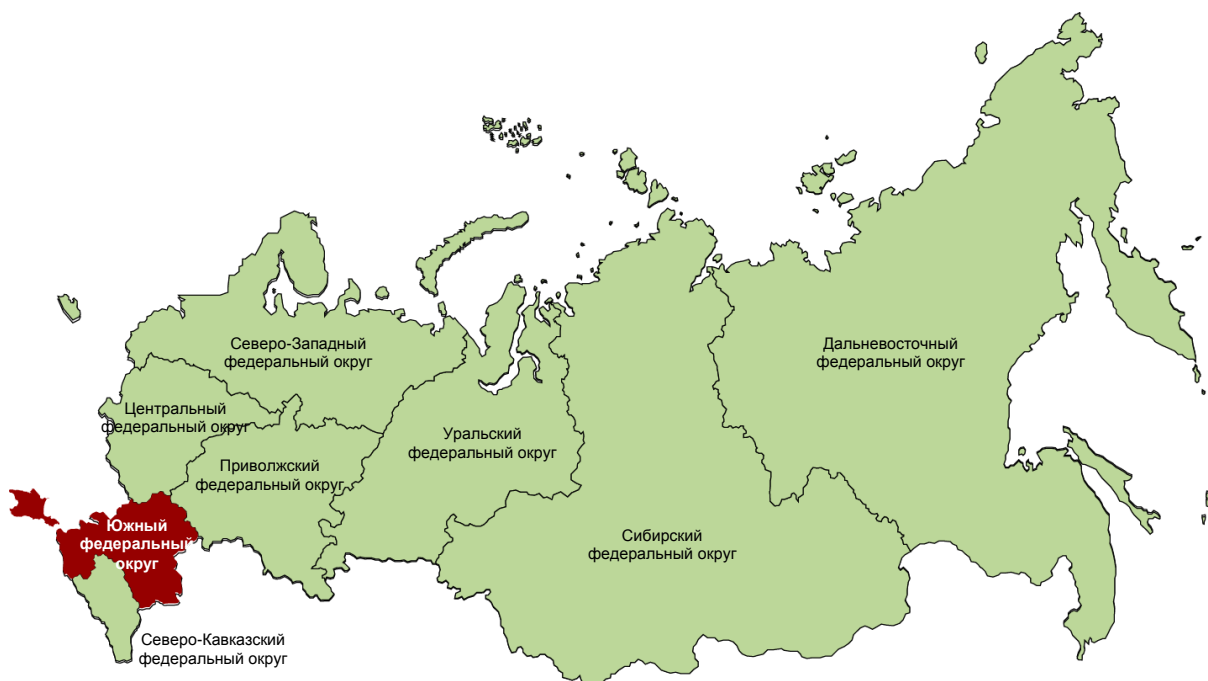 Северо-Западный
федеральный округ
Дальневосточный
федеральный округ
Центральный
федеральный округ
Уральский
федеральный округ
Приволжский
федеральный округ
Южный
федеральный
округ
Сибирский
федеральный округ
Северо-Кавказский
федеральный округ